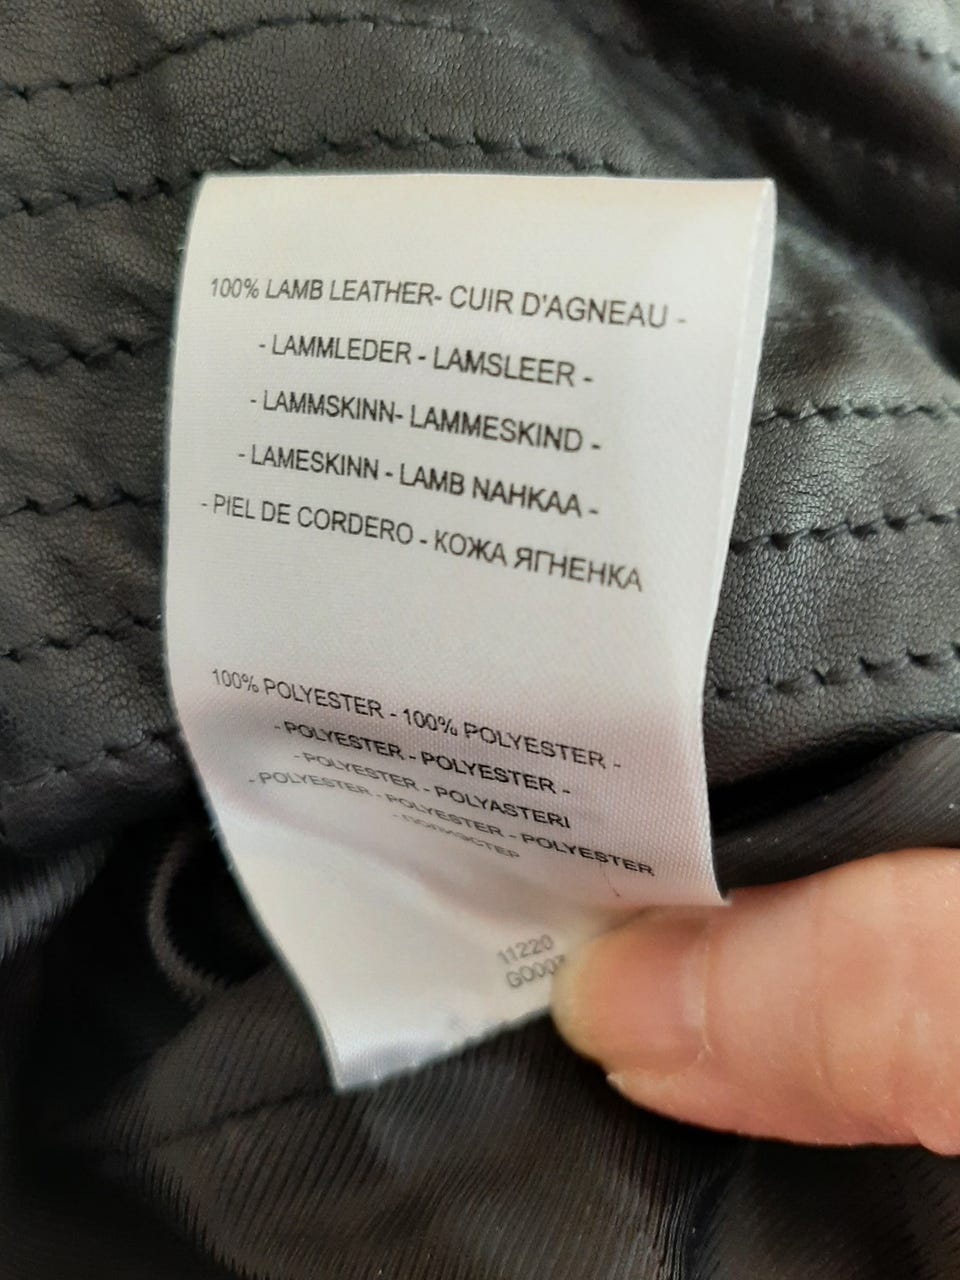 100% LAMB LEATHER- CUIR D'AGNEAU -
- LAMMLEDER - LAMSLEER -
- LAMMSKINN- LAMMESKIND -
- LAMESKINN - LAMB NAHKAA -
- PIEL DE CORDERO - КОЖА ЯГНЕНКА
100% POLYESTER - 100% POLYESTER -
- POLYESTER - POLYESTER -
- POLYESTER - POLYASTERI
- POLYESTER - POLYESTER - POLYESTER
- ПОЛИЭСТЕР
11220